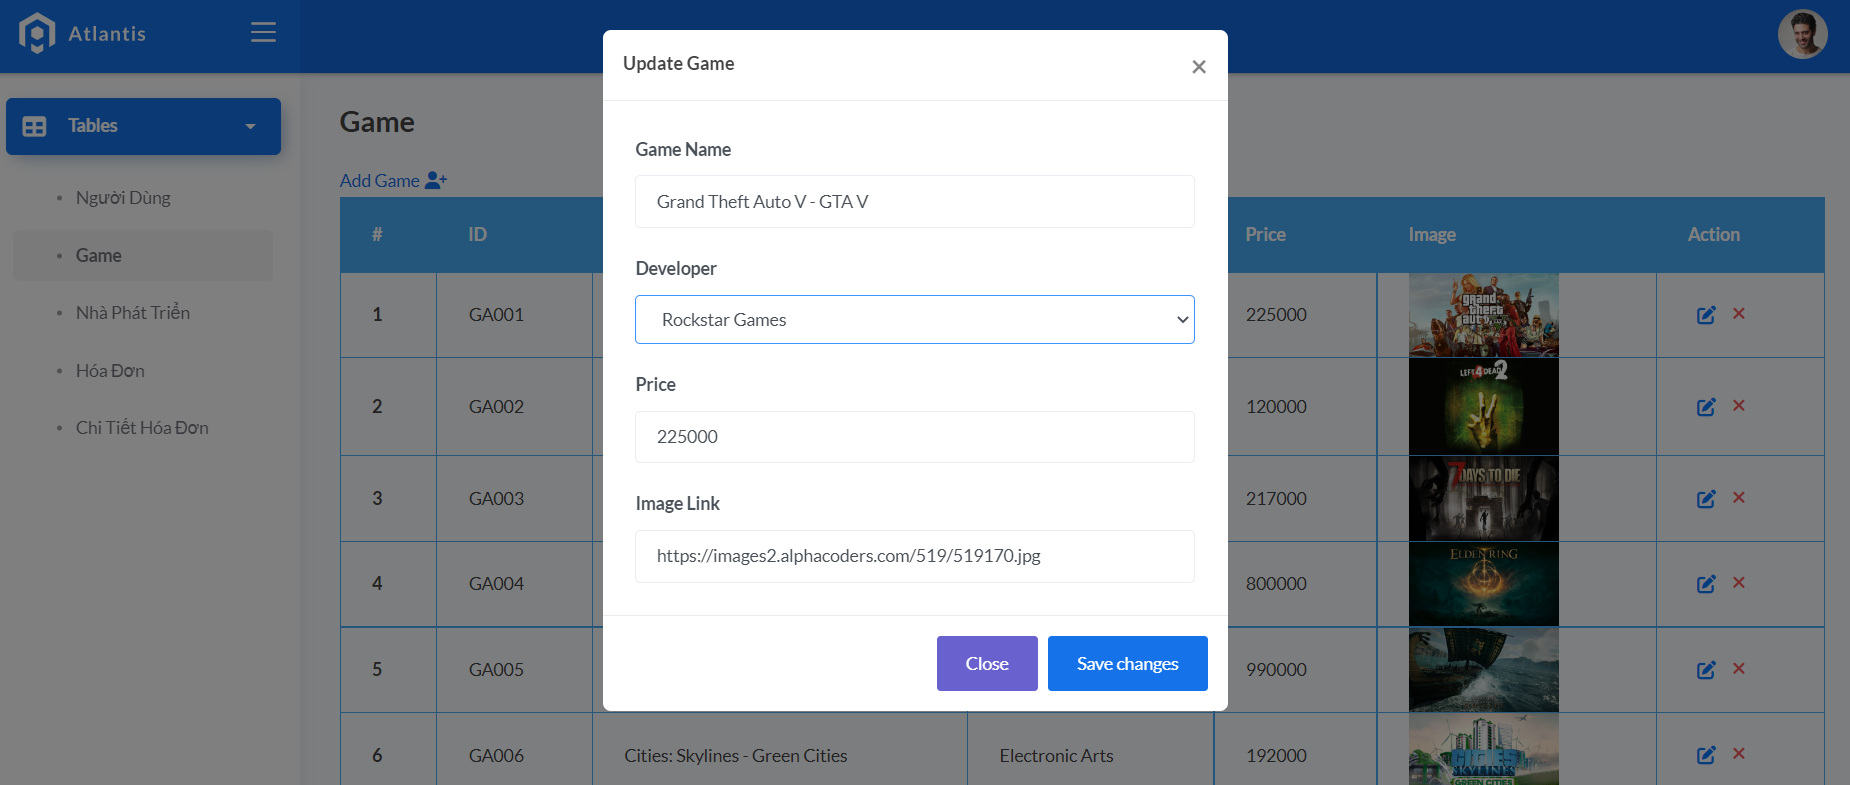 Atlantis
Tables
Người Dùng
Game
Nhà Phát Triển
Hóa Đơn
Chi Tiết Hóa Đơn
Game
Add Game
# ID Price Image Action
1 GA001 225000
grand theft auto V
2 GA002 120000
LEFT 4 DEAD 2
3 GA003 217000
7 DAYS TO DIE
4 GA004 800000
ELDEN RING
5 GA005 990000
6 GA006 Cities: Skylines - Green Cities Electronic Arts 192000
CITIES
SKYLINES
GREEN CITIES
Update Game
×
Game Name
Grand Theft Auto V - GTA V
Developer
Rockstar Games
Price
225000
Image Link
https://images2.alphacoders.com/519/519170.jpg
Close Save changes